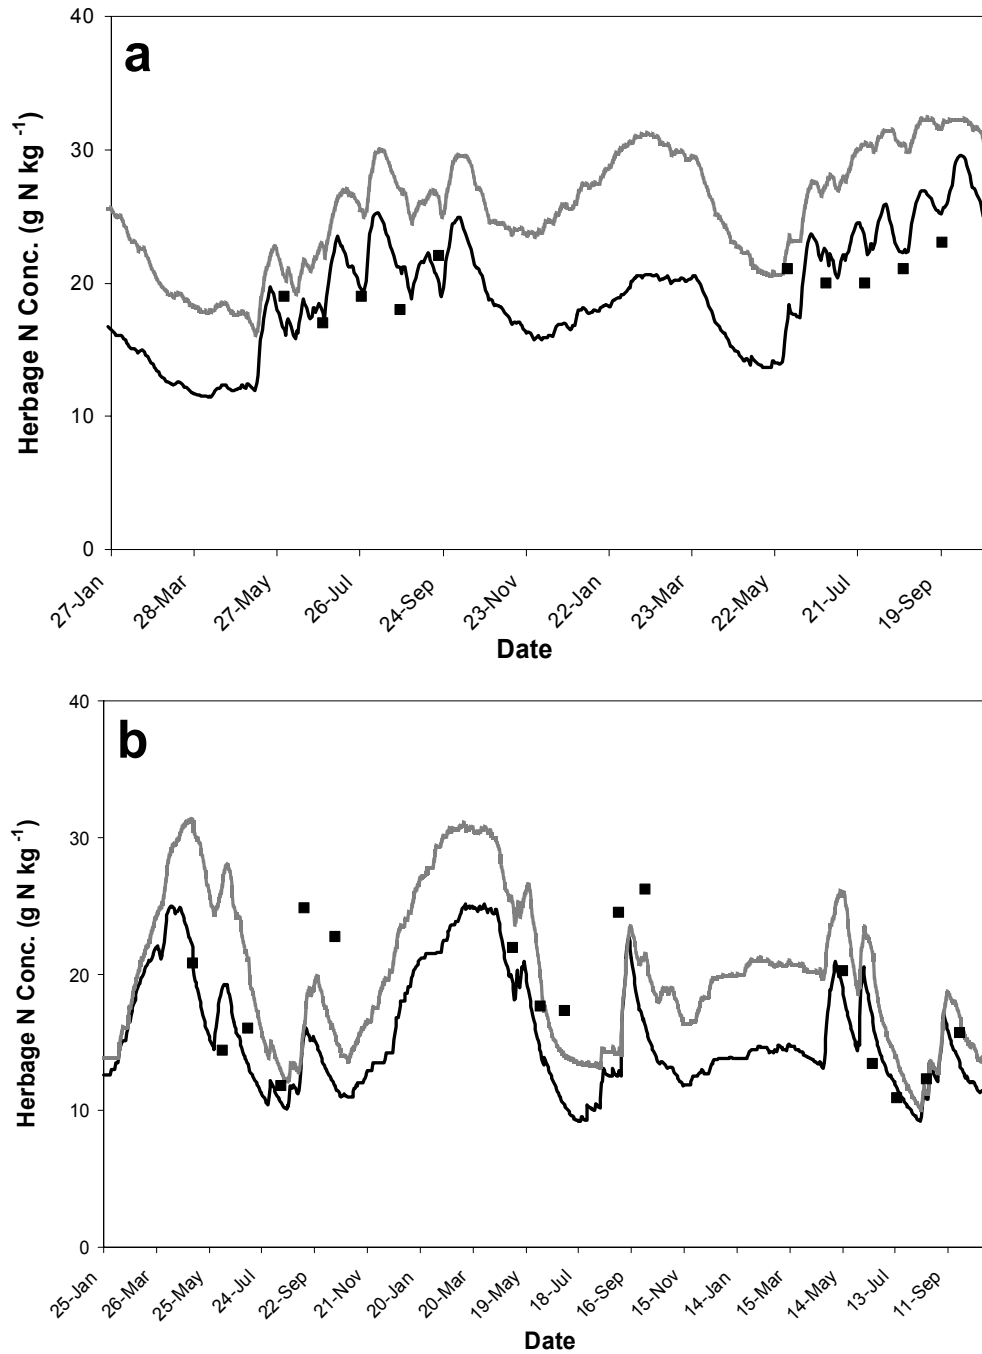 a
Herbage N Conc. (g N kg -1)
40
30
20
10
0
27-Jan
28-Mar
27-May
26-Jul
24-Sep
23-Nov
22-Jan
23-Mar
22-May
21-Jul
19-Sep
Date
b
Herbage N Conc. (g N kg -1)
40
30
20
10
0
25-Jan
26-Mar
25-May
24-Jul
22-Sep
21-Nov
20-Jan
20-Mar
19-May
18-Jul
16-Sep
15-Nov
14-Jan
15-Mar
14-May
13-Jul
11-Sep
Date